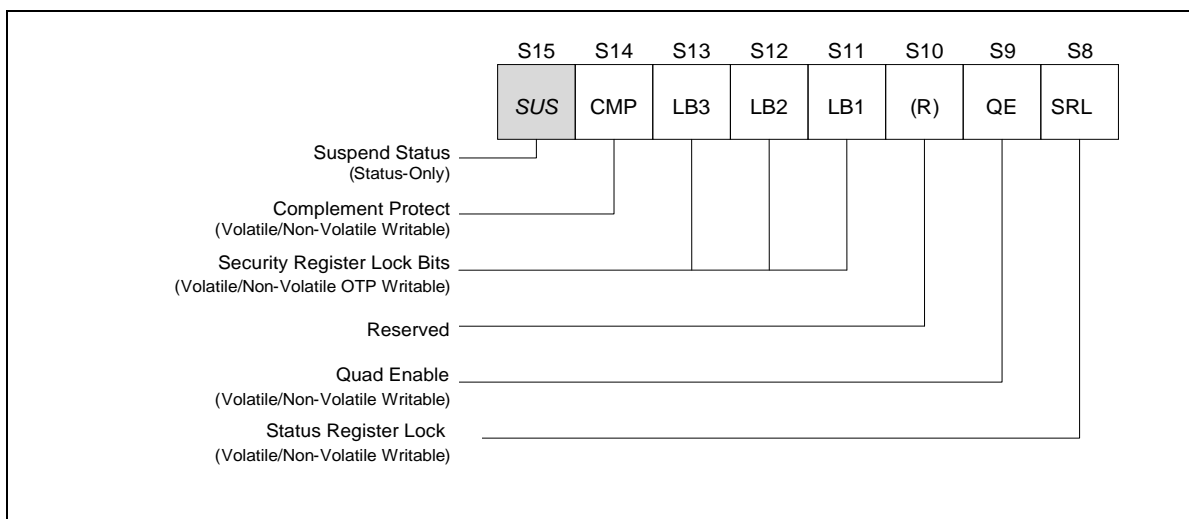 S15 S14 S13 S12 S11 S10 S9 S8
SUS CMP LB3 LB2 LB1 (R) QE SRL
Suspend Status
(Status-Only)
Complement Protect
(Volatile/Non-Volatile Writable)
Security Register Lock Bits
(Volatile/Non-Volatile OTP Writable)
Reserved
Quad Enable
(Volatile/Non-Volatile Writable)
Status Register Lock
(Volatile/Non-Volatile Writable)